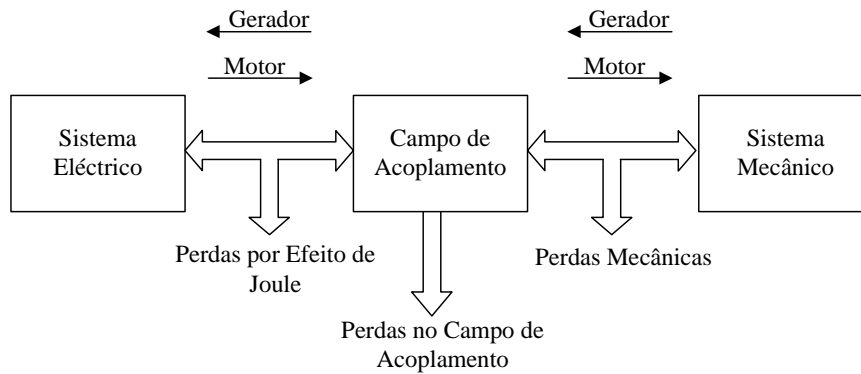 Gerador
Gerador
Motor
Motor
Sistema
Eléctrico
Campo de
Acoplamento
Sistema
Mecânico
Perdas por Efeito de
Joule
Perdas Mecânicas
Perdas no Campo de
Acoplamento